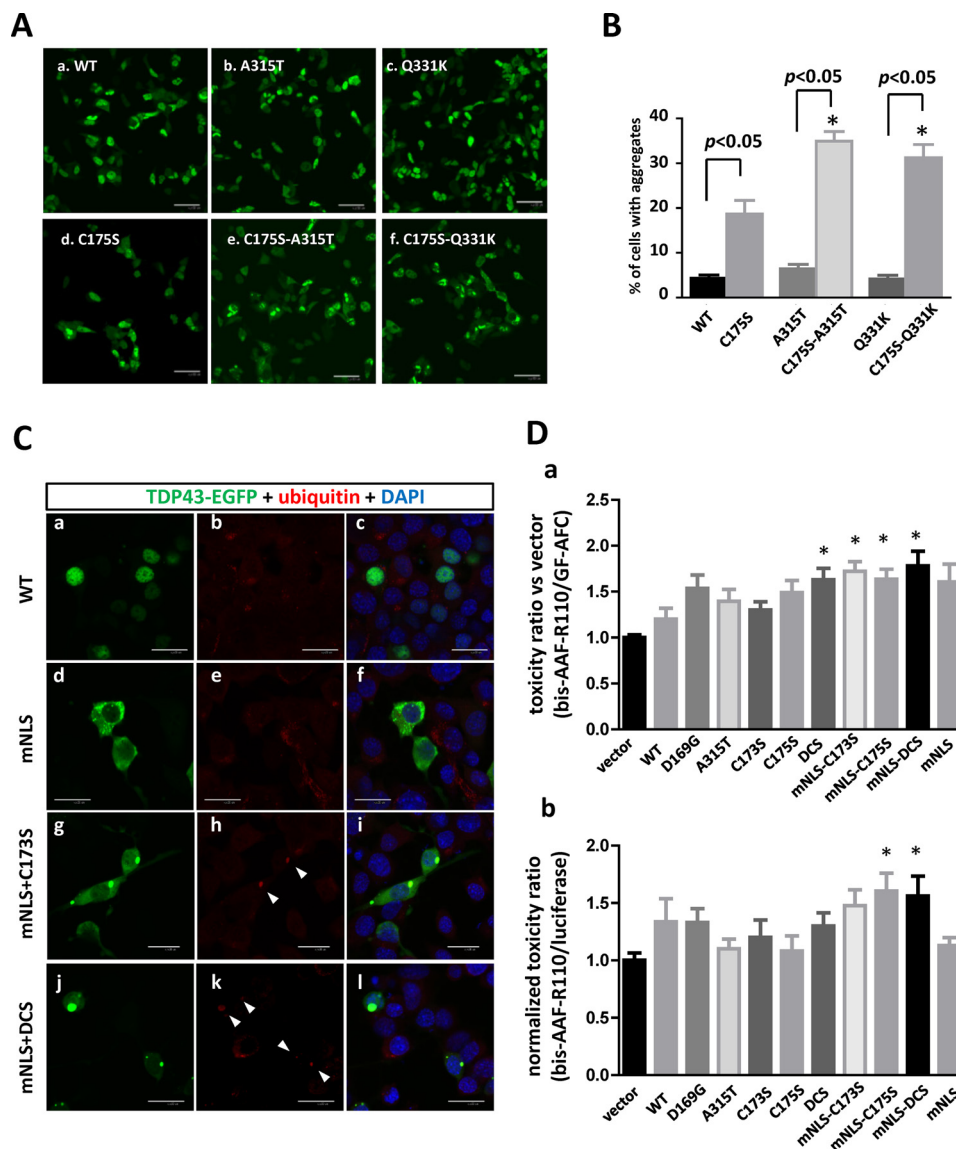 A
a. WT
b. A315T
c. Q331K
d. C175S
e. C175S-A315T
f. C175S-Q331K
B
p<0.05
p<0.05
p<0.05
*
*
% of cells with aggregates
40
30
20
10
0
WT
C175S
A315T
C175S-A315T
Q331K
C175S-Q331K
C
TDP43-EGFP + ubiquitin + DAPI
WT
a
b
c
mNLS
d
e
f
mNLS+C173S
g
h
i
mNLS+DCS
j
k
l
D
a
toxicity ratio vs vector
(bis-AAF-R110/GF-AFC)
2.5
2.0
1.5
1.0
0.5
0.0
*
*
*
*
vector
WT
D169G
A315T
C173S
C175S
DCS
mNLS-C173S
mNLS-C175S
mNLS-DCS
mNLS
b
normalized toxicity ratio
(bis-AAF-R110/luciferase)
2.0
1.5
1.0
0.5
0.0
*
*
vector
WT
D169G
A315T
C173S
C175S
DCS
mNLS-C173S
mNLS-C175S
mNLS-DCS
mNLS